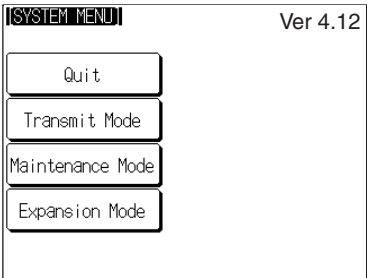 [SYSTEM MENU]
Ver 4.12
Quit
Transmit Mode
Maintenance Mode
Expansion Mode